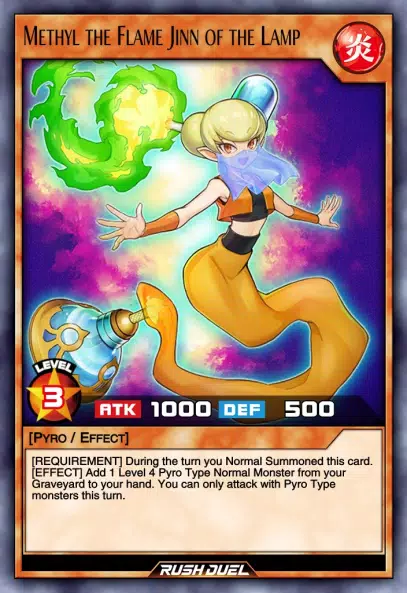 Methyl the Flame Jinn of the Lamp
炎
LEVEL
3
ATK 1000 DEF 500
[Pyro / Effect]
[REQUIREMENT] During the turn you Normal Summoned this card.
[EFFECT] Add 1 Level 4 Pyro Type Normal Monster from your
Graveyard to your hand. You can only attack with Pyro Type
monsters this turn.
RUSH DUEL